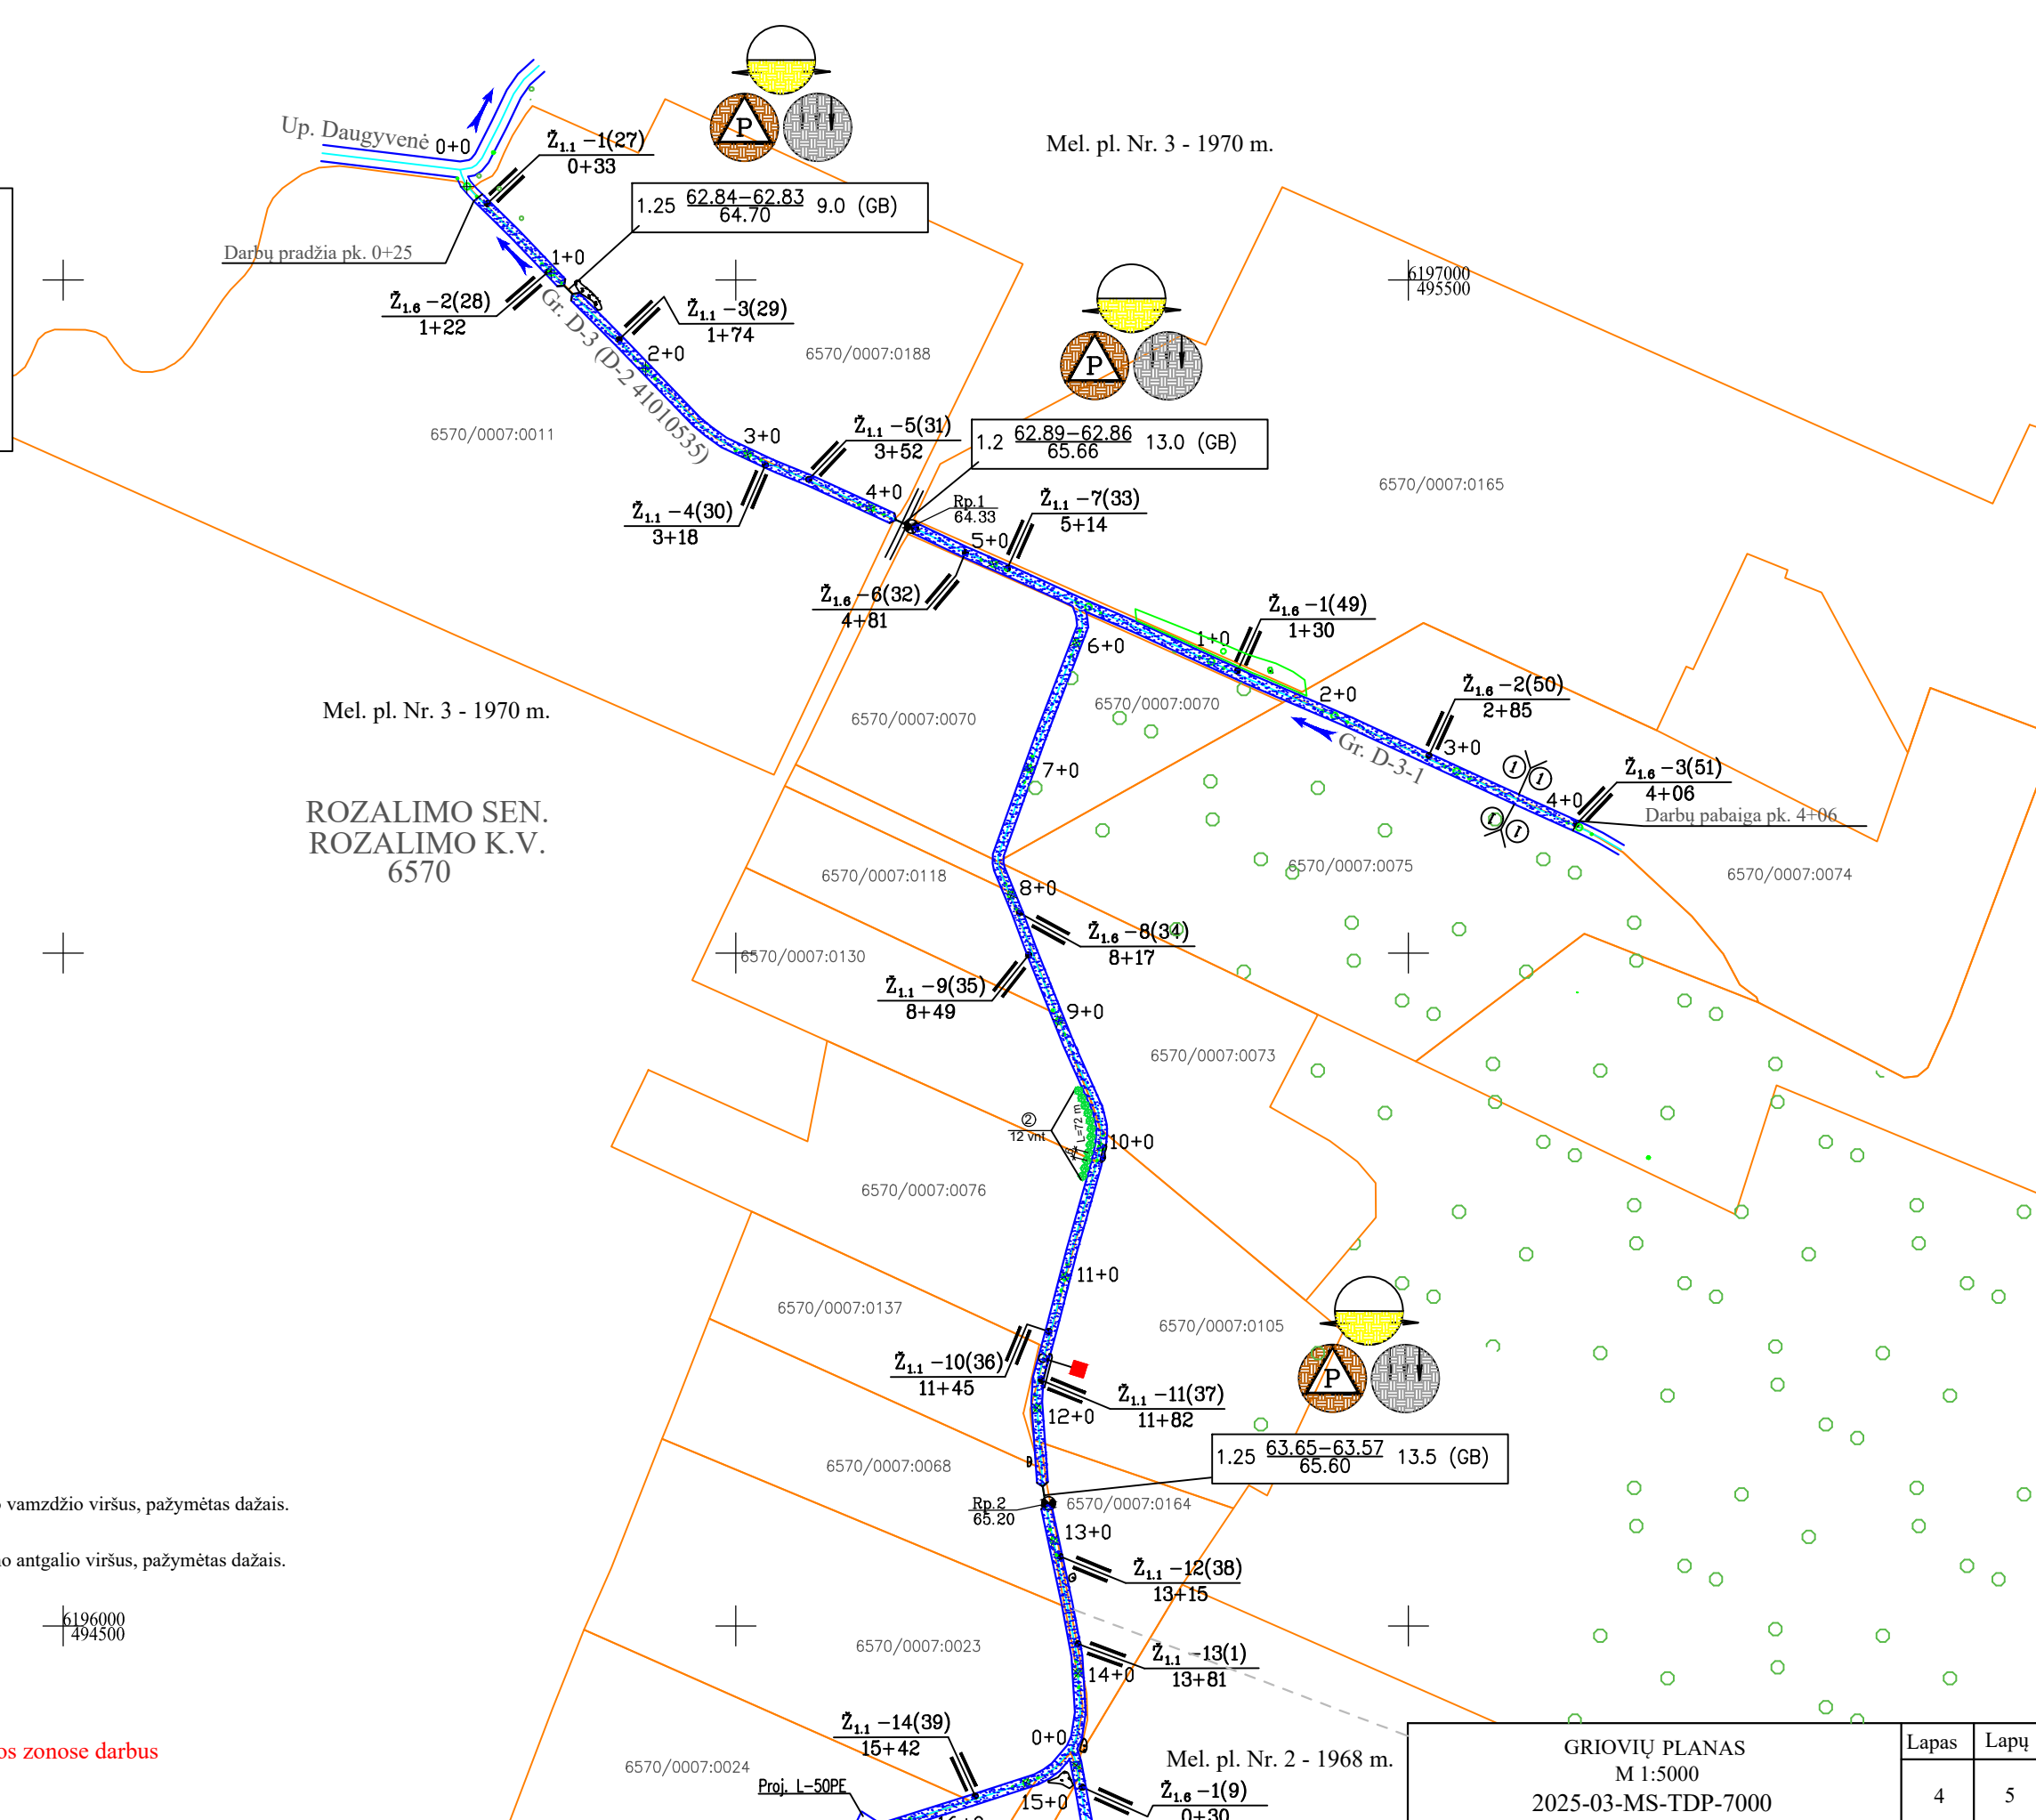 Up. Daugyvenė
0+0
Ž1.1 -1(27)
0+33
P
Mel. pl. Nr. 3 - 1970 m.
1.25 62.84-62.83 9.0 (GB)
64.70
Darbų pradžia pk. 0+25
1+0
6197000
495500
Ž1.6 -2(28)
1+22
Ž1.1 -3(29)
1+74
Gr. D-3 (D-2 41010535)
2+0
6570/0007:0188
P
6570/0007:0011
3+0
Ž1.1 -5(31)
3+52
1.2 62.89-62.86 13.0 (GB)
65.66
6570/0007:0165
4+0
Rp.1
64.33
Ž1.1 -7(33)
5+14
Ž1.1 -4(30)
3+18
5+0
Ž1.6 -6(32)
4+81
Ž1.6 -1(49)
1+30
1+0
6+0
Ž1.6 -2(50)
2+85
2+0
Mel. pl. Nr. 3 - 1970 m.
6570/0007:0070
6570/0007:0070
Gr. D-3-1
3+0
1
1
1
1
Ž1.6 -3(51)
4+06
7+0
4+0
Darbų pabaiga pk. 4+06
ROZALIMO SEN.
ROZALIMO K.V.
6570
6570/0007:0118
6570/0007:0075
6570/0007:0074
8+0
Ž1.6 -8(34)
8+17
6570/0007:0130
Ž1.1 -9(35)
8+49
9+0
6570/0007:0073
2
12 vnt
L=72 m
10+0
6570/0007:0076
11+0
6570/0007:0137
6570/0007:0105
Ž1.1 -10(36)
11+45
P
Ž1.1 -11(37)
11+82
12+0
1.25 63.65-63.57 13.5 (GB)
65.60
6570/0007:0068
vamzdžio viršus, pažymėtas dažais.
Rp.2
65.20
6570/0007:0164
13+0
antgalio viršus, pažymėtas dažais.
Ž1.1 -12(38)
13+15
6196000
494500
6570/0007:0023
Ž1.1 -13(1)
13+81
14+0
Ž1.1 -14(39)
15+42
0+0
zonose darbus
6570/0007:0024
Mel. pl. Nr. 2 - 1968 m.
GRIOVIŲ PLANAS
M 1:5000
2025-03-MS-TDP-7000
Lapas
Lapų
4
5
Proj. L-50PE
15+0
Ž1.6 -1(9)
0+30